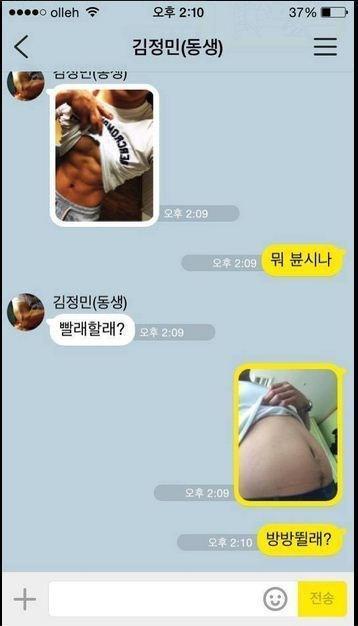 olleh 오후 2:10 37%
김정민(동생)
김정민(동생)
오후 2:09
뭐 뷴시나
오후 2:09
김정민(동생)
빨래할래?
오후 2:09
오후 2:09
방방뛸래?
오후 2:10
전송